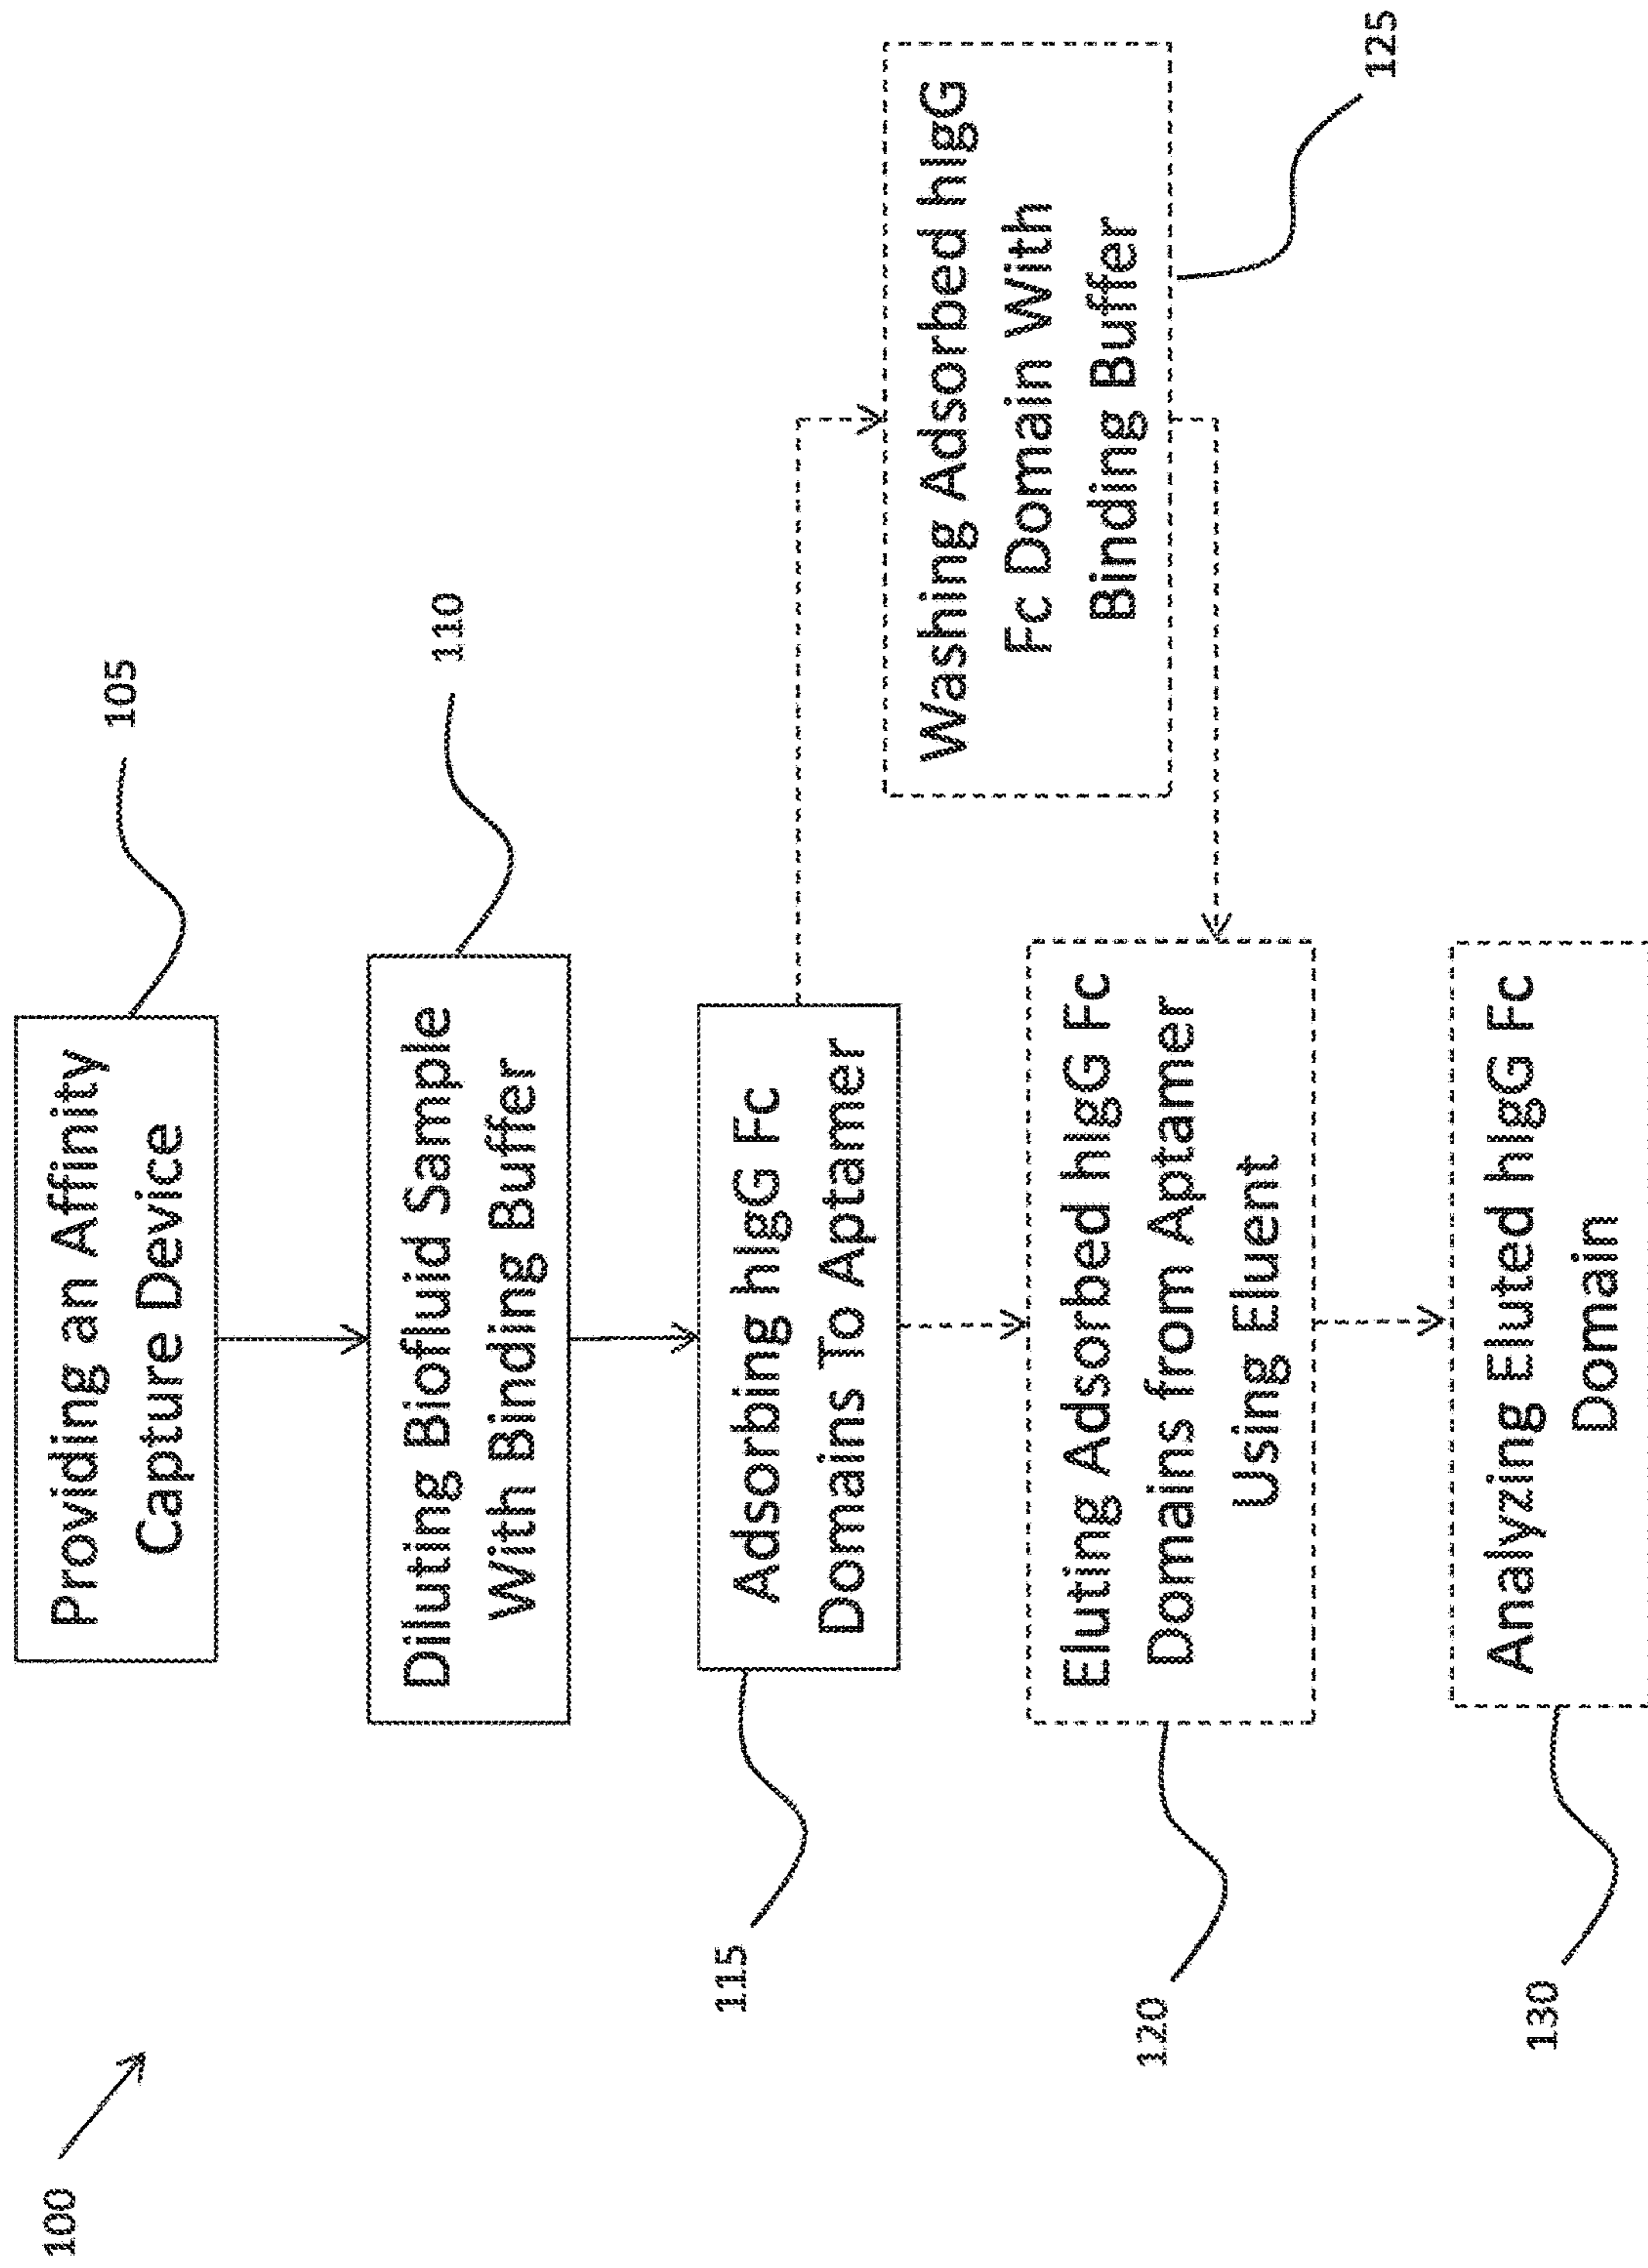 100
Providing an Affinity
Capture Device
105
Diluting Biofluid Sample
With Binding Buffer
110
Adsorbing hIgG Fc
Domains To Aptamer
115
Washing Adsorbed hIgG
Fc Domain With
Binding Buffer
125
Eluting Adsorbed hIgG Fc
Domains from Aptamer
Using Eluent
120
Analyzing Eluted hIgG Fc
Domain
130